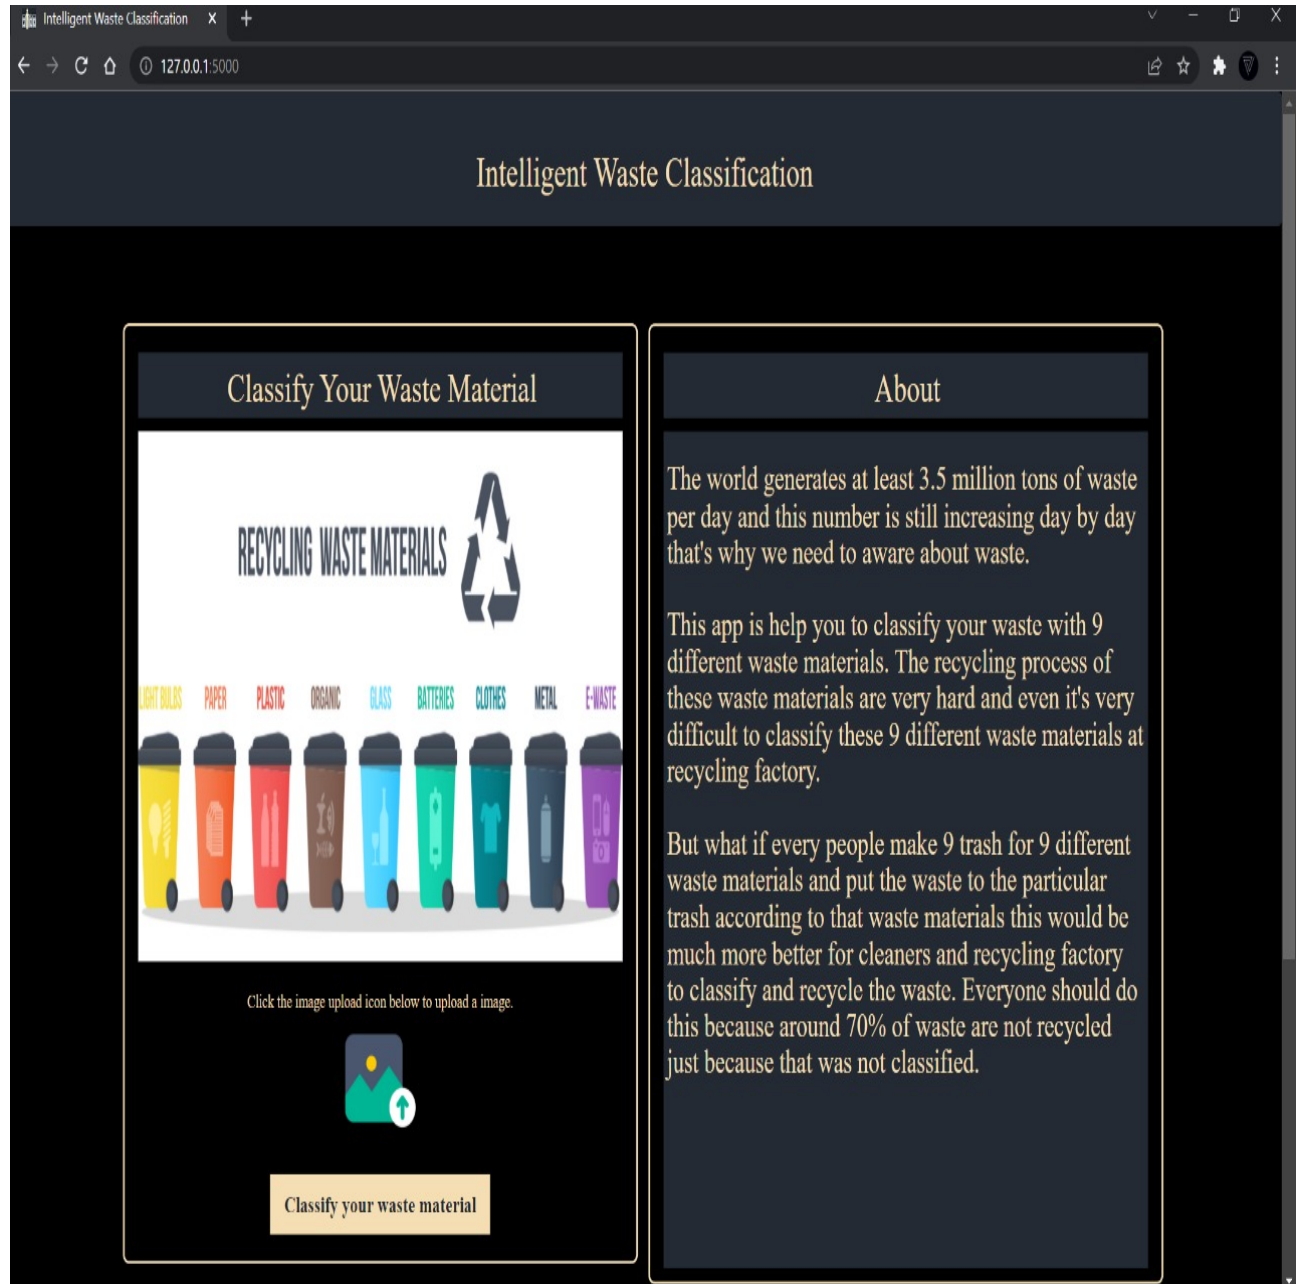 Intelligent Waste Classification
127.0.0.1:5000
Intelligent Waste Classification
Classify Your Waste Material
RECYCLING WASTE MATERIALS
LIGHT BULBS PAPER PLASTIC ORGANIC GLASS BATTERIES CLOTHES METAL E-WASTE
Click the image upload icon below to upload a image.
Classify your waste material
About
The world generates at least 3.5 million tons of waste
per day and this number is still increasing day by day
that's why we need to aware about waste.
This app is help you to classify your waste with 9
different waste materials. The recycling process of
these waste materials are very hard and even it's very
difficult to classify these 9 different waste materials at
recycling factory.
But what if every people make 9 trash for 9 different
waste materials and put the waste to the particular
trash according to that waste materials this would be
much more better for cleaners and recycling factory
to classify and recycle the waste. Everyone should do
this because around 70% of waste are not recycled
just because that was not classified.